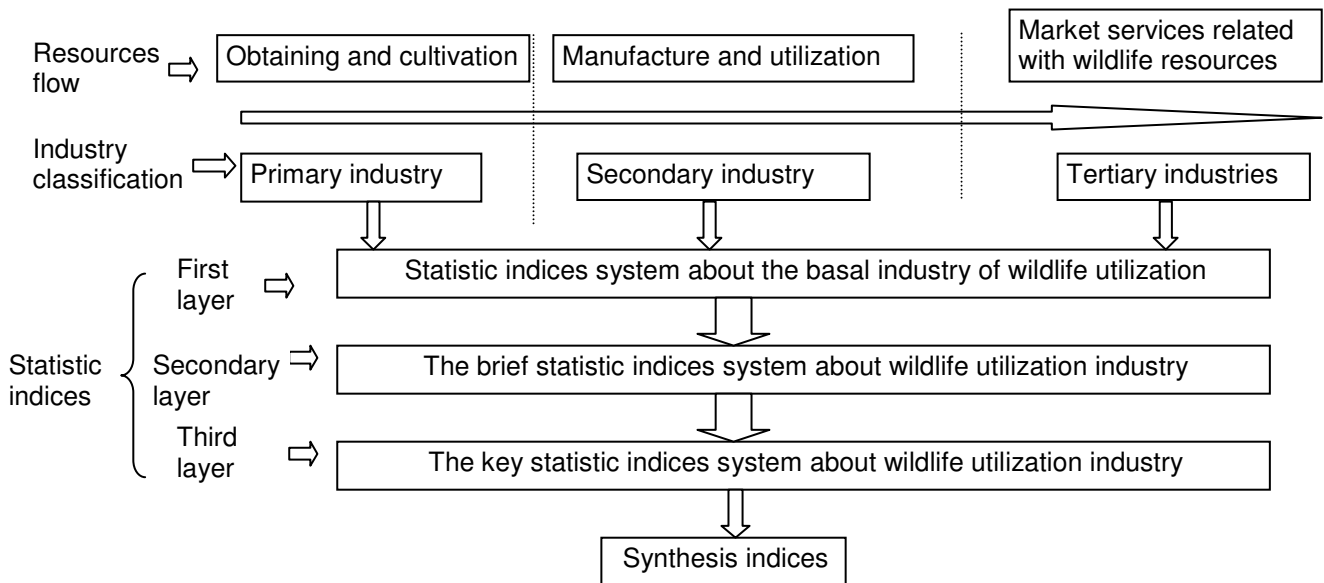 Resources
flow
Obtaining and cultivation
Manufacture and utilization
Market services related
with wildlife resources
Industry
classification
Primary industry
Secondary industry
Tertiary industries
Statistic
indices
First
layer
Statistic indices system about the basal industry of wildlife utilization
Secondary
layer
The brief statistic indices system about wildlife utilization industry
Third
layer
The key statistic indices system about wildlife utilization industry
Synthesis indices